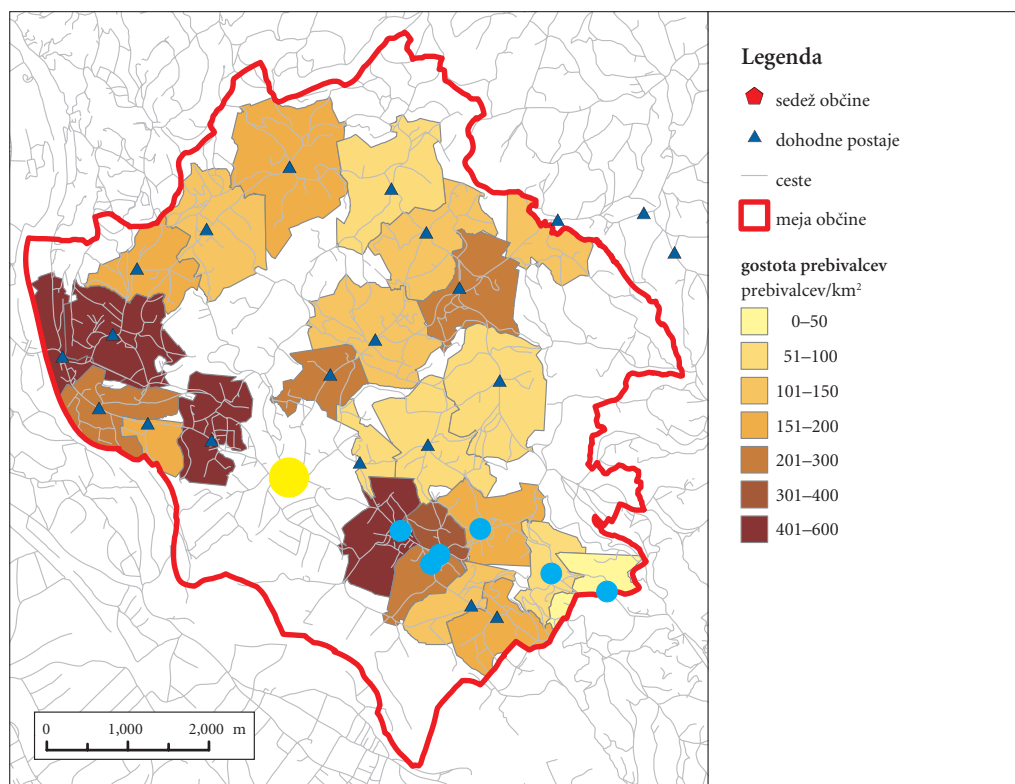 Legenda
sedež občine
dohodne postaje
ceste
meja občine
gostota prebivalcev
prebivalcev/km²
0–50
51–100
101–150
151–200
201–300
301–400
401–600
0 1,000 2,000 m